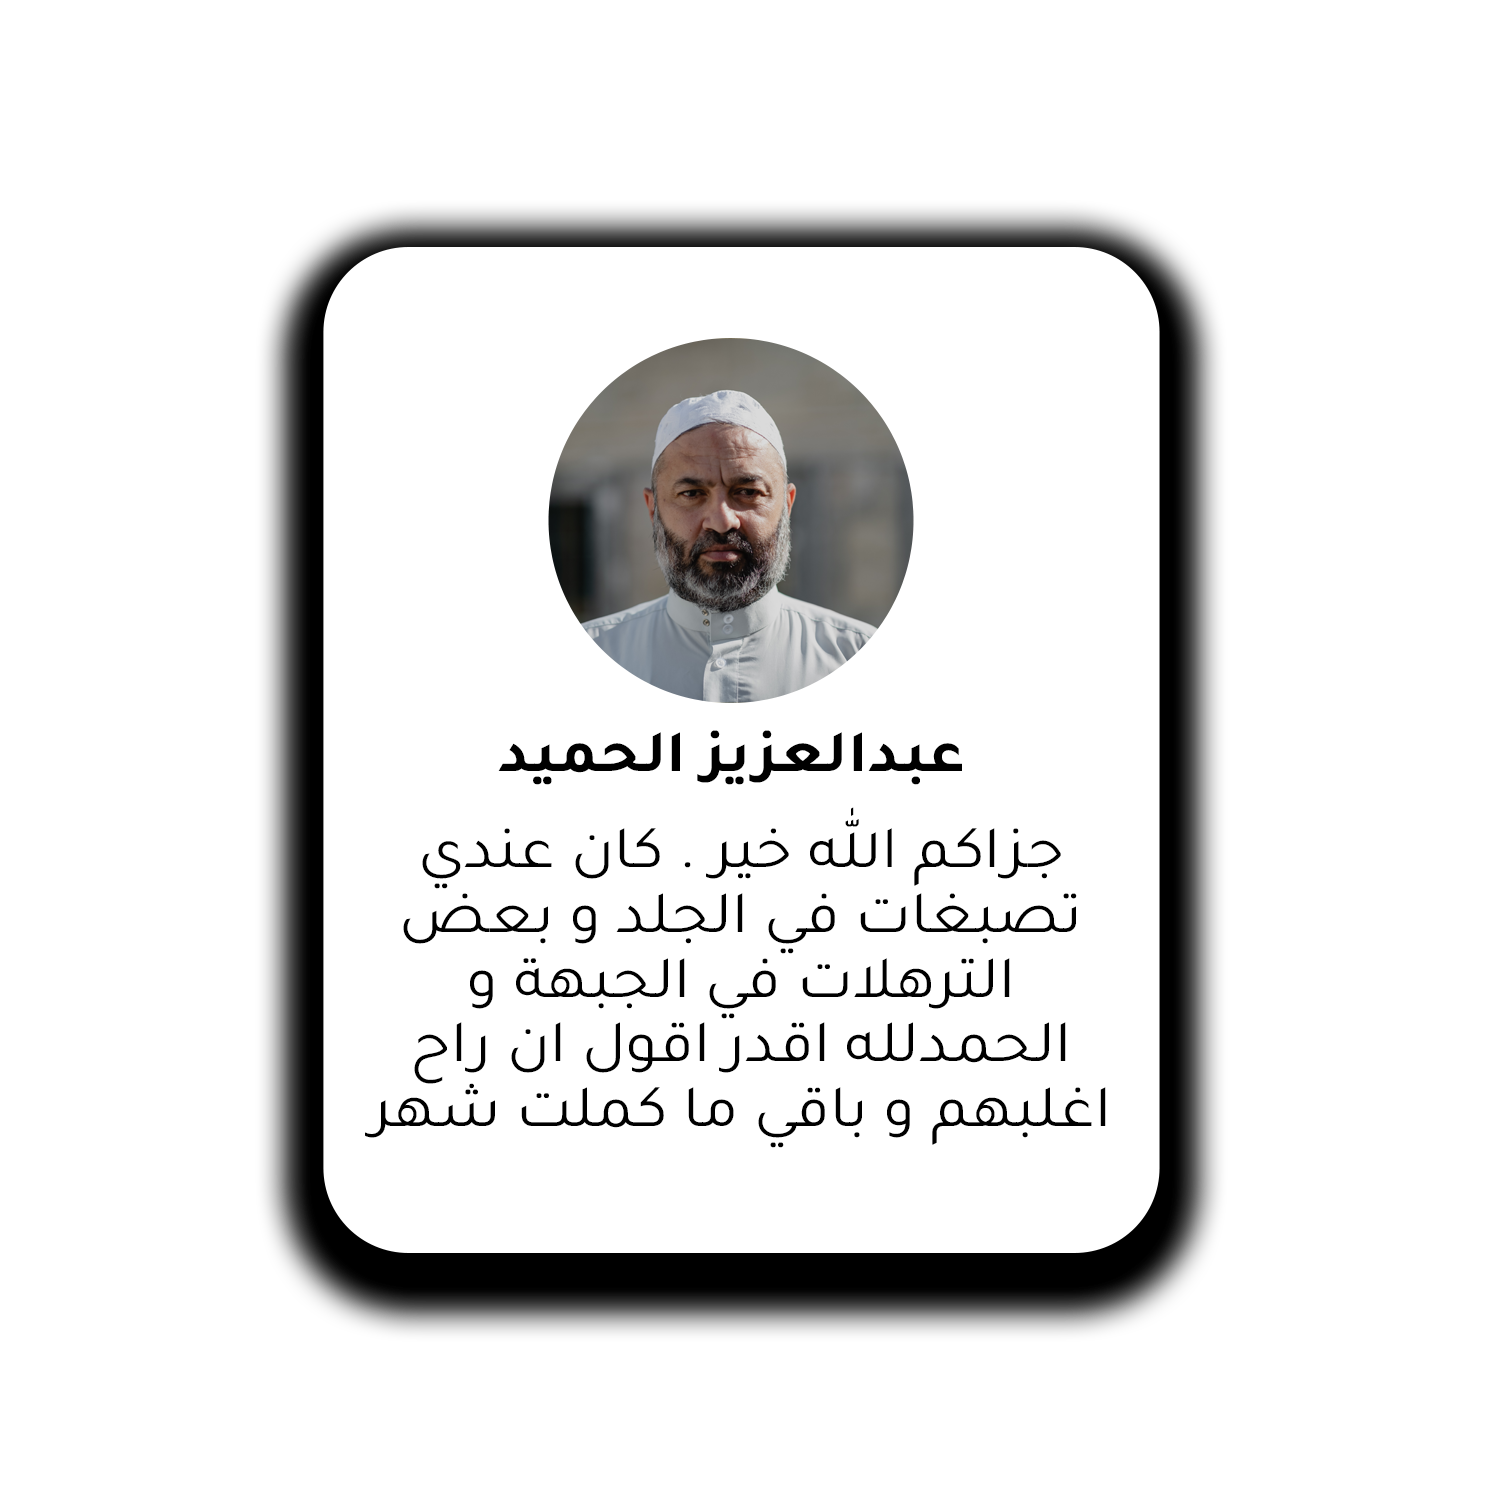 عبدالعزيز الحميد
جزاكم الله خير . كان عندي
تصبغات في الجلد و بعض
الترهلات في الجبهة و
الحمدلله اقدر اقول ان راح
اغلبهم و باقي ما كملت شهر